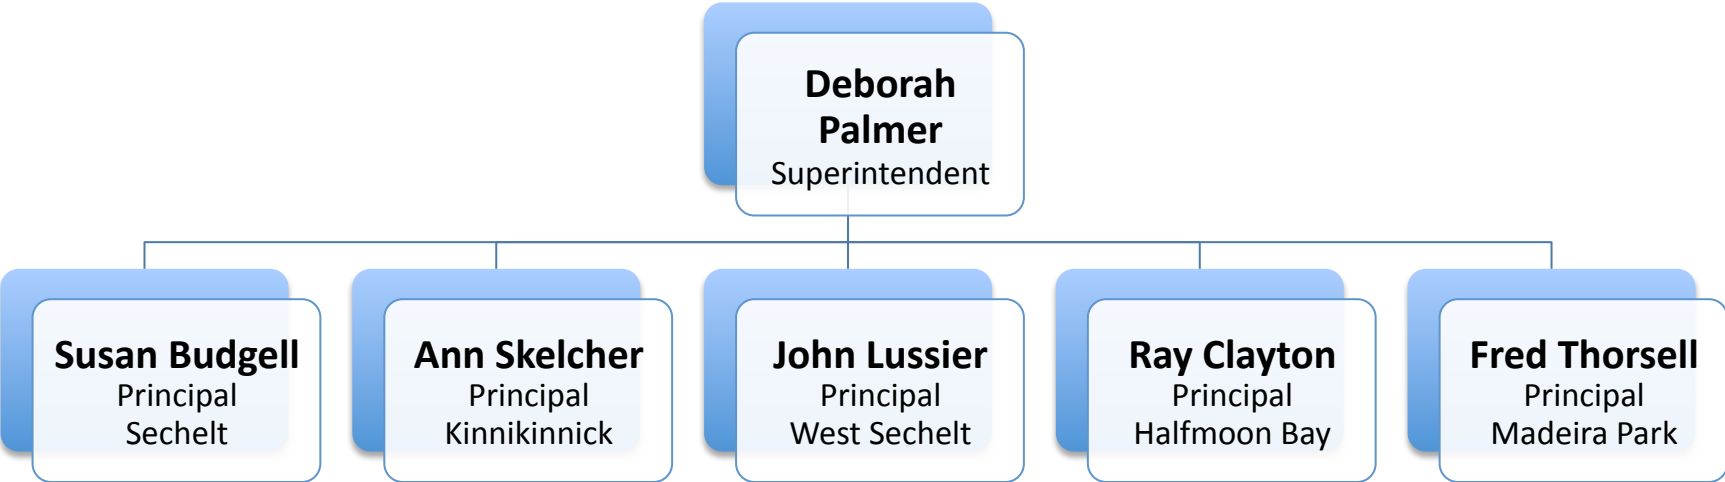 Deborah
Palmer
Superintendent
Susan Budgell
Principal
Sechelt
Ann Skelcher
Principal
Kinnikinnick
John Lussier
Principal
West Sechelt
Ray Clayton
Principal
Halfmoon Bay
Fred Thorsell
Principal
Madeira Park